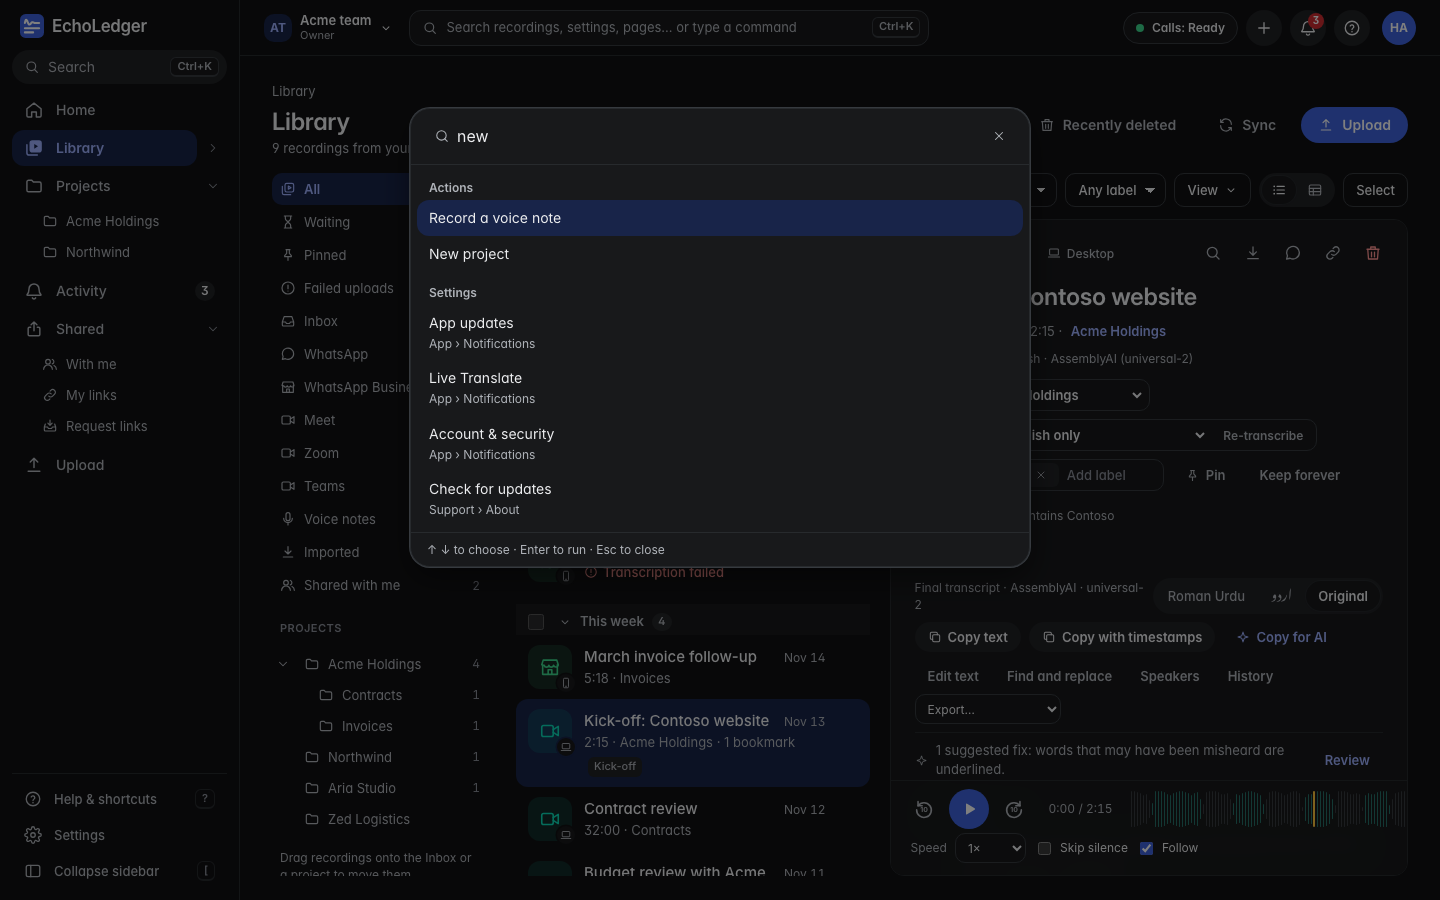 EchoLedger
Search Ctrl+K
Home
Library
Projects
Acme Holdings
Northwind
Activity 3
Shared
With me
My links
Request links
Upload
Help & shortcuts ?
Settings
Collapse sidebar [
AT Acme team
Owner
Search recordings, settings, pages... or type a command Ctrl+K
Calls: Ready
3
HA
Library
Library
9 recordings from you
Recently deleted
Sync
Upload
new
Actions
Record a voice note
New project
Settings
App updates
App › Notifications
Live Translate
App › Notifications
Account & security
App › Notifications
Check for updates
Support › About
↑ ↓ to choose · Enter to run · Esc to close
All
Waiting
Pinned
Failed uploads
Inbox
WhatsApp
WhatsApp Busine
Meet
Zoom
Teams
Voice notes
Imported
Shared with me 2
PROJECTS
Acme Holdings 4
Contracts 1
Invoices 1
Northwind 1
Aria Studio 1
Zed Logistics
Drag recordings onto the Inbox or
a project to move them
Transcription failed
This week 4
March invoice follow-up Nov 14
5:18 · Invoices
Kick-off: Contoso website Nov 13
2:15 · Acme Holdings · 1 bookmark
Kick-off
Contract review Nov 12
32:00 · Contracts
Budget review with Acme Nov 11
Any label
View
Select
Desktop
ontoso website
2:15 · Acme Holdings
sh · AssemblyAI (universal-2)
oldings
ish only
Re-transcribe
× Add label
Pin
Keep forever
ntains Contoso
Final transcript · AssemblyAI · universal-
2
Roman Urdu
اردو
Original
Copy text
Copy with timestamps
Copy for AI
Edit text
Find and replace
Speakers
History
Export...
1 suggested fix: words that may have been misheard are
underlined.
Review
10
10
0:00 / 2:15
Speed 1×
Skip silence
Follow